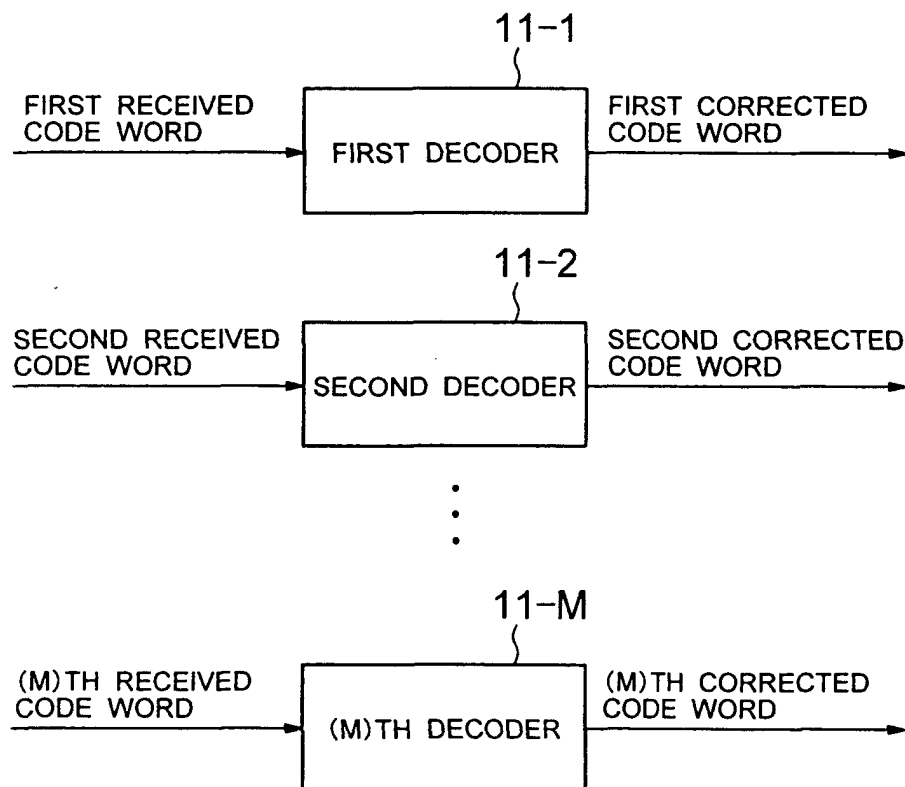 11-1
FIRST RECEIVED
CODE WORD
FIRST DECODER
FIRST CORRECTED
CODE WORD
11-2
SECOND RECEIVED
CODE WORD
SECOND DECODER
SECOND CORRECTED
CODE WORD
11-M
(M)TH RECEIVED
CODE WORD
(M)TH DECODER
(M)TH CORRECTED
CODE WORD